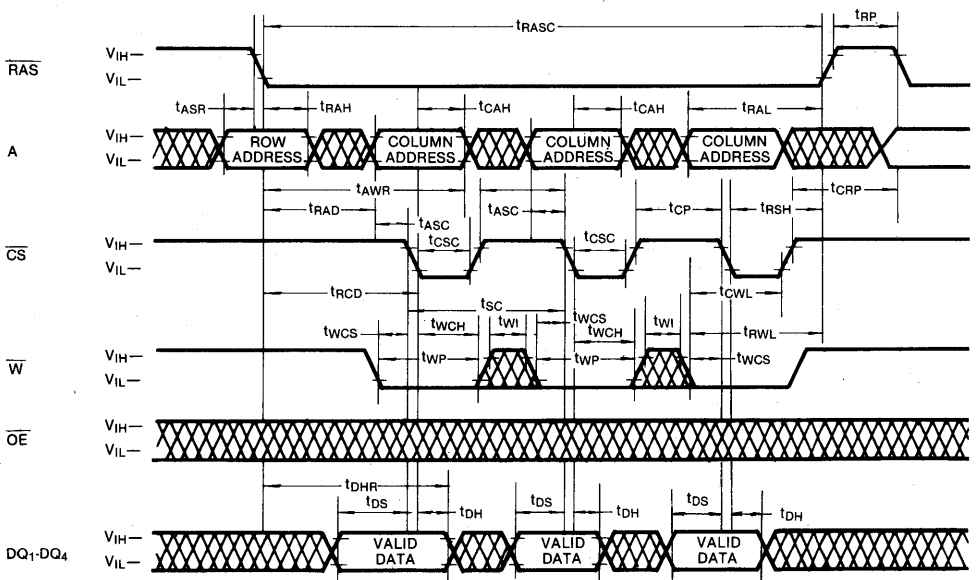 tRASC
tRP
RAS
VIH
VIL
tASR
tRAH
tCAH
tCAH
tRAL
A
VIH
VIL
ROW ADDRESS
COLUMN ADDRESS
COLUMN ADDRESS
COLUMN ADDRESS
tAWR
tCRP
tRAD
tASC
tCP
tRSH
tASC
CS
VIH
VIL
tCSC
tCSC
tRCD
tSC
tCWL
tWCS
tWCH
tWI
tWCS
tWCH
tWI
tRWL
W
VIH
VIL
tWP
tWP
tWCS
OE
VIH
VIL
tDHR
tDS
tDH
tDS
tDH
tDS
tDH
DQ1-DQ4
VIH
VIL
VALID DATA
VALID DATA
VALID DATA